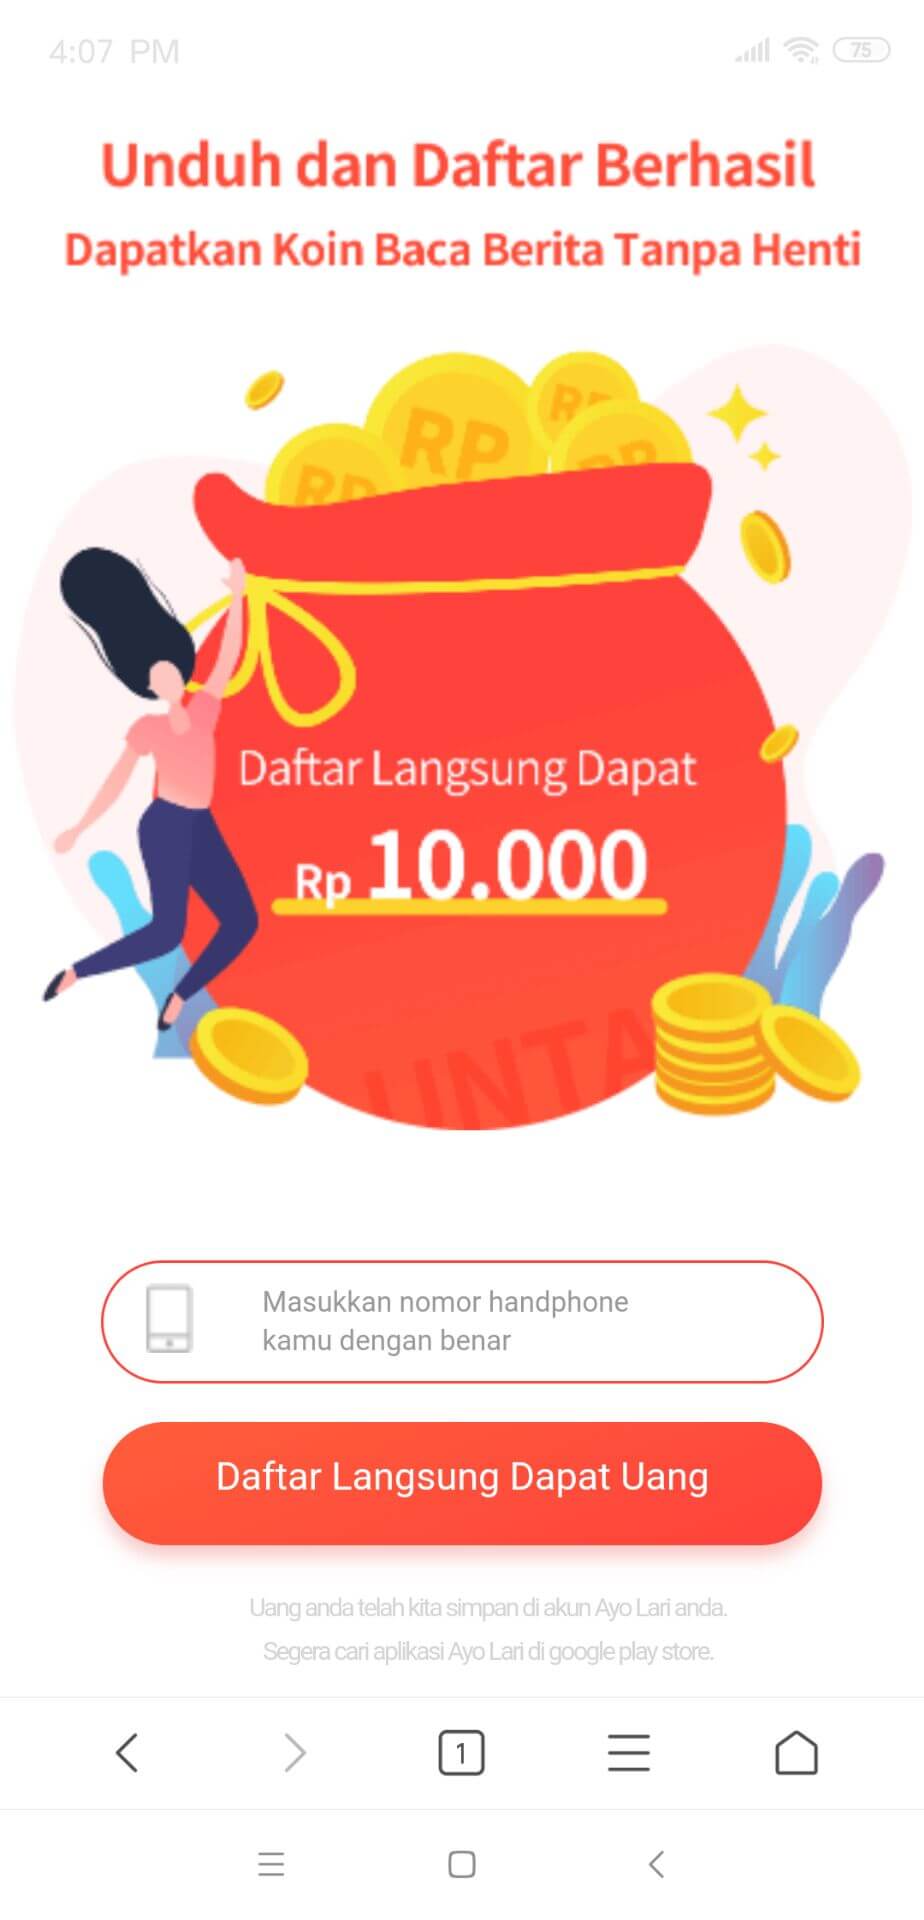 4:07 PM
75
Unduh dan Daftar Berhasil
Dapatkan Koin Baca Berita Tanpa Henti
RP
RP
RP
RP
Daftar Langsung Dapat
Rp 10.000
UNTA
Masukkan nomor handphone
kamu dengan benar
Daftar Langsung Dapat Uang
Uang anda telah kita simpan di akun Ayo Lari anda.
Segera cari aplikasi Ayo Lari di google play store.
1